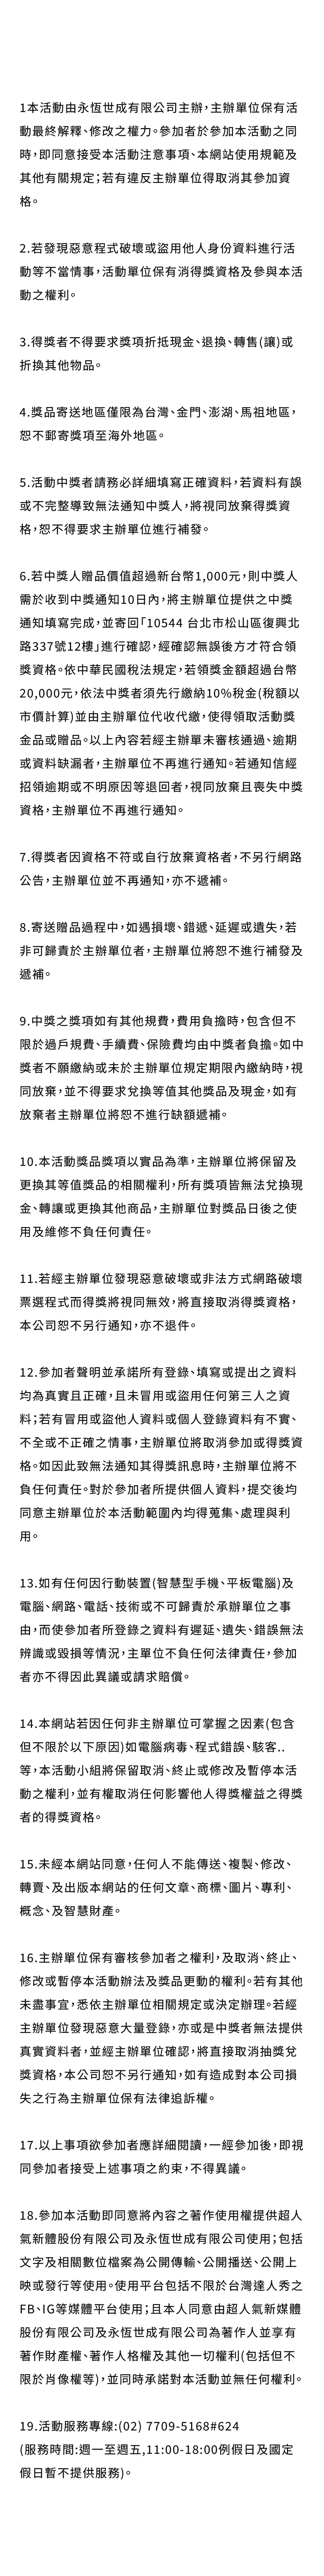 1本活動由永恆世成有限公司主辦，主辦單位保有活
動最終解釋、修改之權力。參加者於參加本活動之同
時，即同意接受本活動注意事項、本網站使用規範及
其他有關規定；若有違反主辦單位得取消其參加資
格。
2.若發現惡意程式破壞或盜用他人身份資料進行活
動等不當情事，活動單位保有消得獎資格及參與本活
動之權利。
3.得獎者不得要求獎項折抵現金、退換、轉售(讓)或
折換其他物品。
4.獎品寄送地區僅限為台灣、金門、澎湖、馬祖地區，
恕不郵寄獎項至海外地區。
5.活動中獎者請務必詳細填寫正確資料，若資料有誤
或不完整導致無法通知中獎人，將視同放棄得獎資
格，恕不得要求主辦單位進行補發。
6.若中獎人贈品價值超過新台幣1,000元，則中獎人
需於收到中獎通知10日內，將主辦單位提供之中獎
通知填寫完成，並寄回「10544 台北市松山區復興北
路337號12樓」進行確認，經確認無誤後方才符合領
獎資格。依中華民國稅法規定，若領獎金額超過台幣
20,000元，依法中獎者須先行繳納10%稅金(稅額以
市價計算)並由主辦單位代收代繳，使得領取活動獎
金品或贈品。以上內容若經主辦單未審核通過、逾期
或資料缺漏者，主辦單位不再進行通知。若通知信經
招領逾期或不明原因等退回者，視同放棄且喪失中獎
資格，主辦單位不再進行通知。
7.得獎者因資格不符或自行放棄資格者，不另行網路
公告，主辦單位並不再通知，亦不遞補。
8.寄送贈品過程中，如遇損壞、錯遞、延遲或遺失，若
非可歸責於主辦單位者，主辦單位將恕不進行補發及
遞補。
9.中獎之獎項如有其他規費，費用負擔時，包含但不
限於過戶規費、手續費、保險費均由中獎者負擔。如中
獎者不願繳納或未於主辦單位規定期限內繳納時，視
同放棄，並不得要求兌換等值其他獎品及現金，如有
放棄者主辦單位將恕不進行缺額遞補。
10.本活動獎品獎項以實品為準，主辦單位將保留及
更換其等值獎品的相關權利，所有獎項皆無法兌換現
金、轉讓或更換其他商品，主辦單位對獎品日後之使
用及維修不負任何責任。
11.若經主辦單位發現惡意破壞或非法方式網路破壞
票選程式而得獎將視同無效，將直接取消得獎資格，
本公司恕不另行通知，亦不退件。
12.參加者聲明並承諾所有登錄、填寫或提出之資料
均為真實且正確，且未冒用或盜用任何第三人之資
料；若有冒用或盜他人資料或個人登錄資料有不實、
不全或不正確之情事，主辦單位將取消參加或得獎資
格。如因此致無法通知其得獎訊息時，主辦單位將不
負任何責任。對於參加者所提供個人資料，提交後均
同意主辦單位於本活動範圍內均得蒐集、處理與利
用。
13.如有任何因行動裝置(智慧型手機、平板電腦)及
電腦、網路、電話、技術或不可歸責於承辦單位之事
由，而使參加者所登錄之資料有遲延、遺失、錯誤無法
辨識或毀損等情況，主單位不負任何法律責任，參加
者亦不得因此異議或請求賠償。
14.本網站若因任何非主辦單位可掌握之因素(包含
但不限於以下原因)如電腦病毒、程式錯誤、駭客..
等，本活動小組將保留取消、終止或修改及暫停本活
動之權利，並有權取消任何影響他人得獎權益之得獎
者的得獎資格。
15.未經本網站同意，任何人不能傳送、複製、修改、
轉賣、及出版本網站的任何文章、商標、圖片、專利、
概念、及智慧財產。
16.主辦單位保有審核參加者之權利，及取消、終止、
修改或暫停本活動辦法及獎品更動的權利。若有其他
未盡事宜，悉依主辦單位相關規定或決定辦理。若經
主辦單位發現惡意大量登錄，亦或是中獎者無法提供
真實資料者，並經主辦單位確認，將直接取消抽獎兌
獎資格，本公司恕不另行通知，如有造成對本公司損
失之行為主辦單位保有法律追訴權。
17.以上事項欲參加者應詳細閱讀，一經參加後，即視
同參加者接受上述事項之約束，不得異議。
18.參加本活動即同意將內容之著作使用權提供超人
氣新體股份有限公司及永恆世成有限公司使用；包括
文字及相關數位檔案為公開傳輸、公開播送、公開上
映或發行等使用。使用平台包括不限於台灣達人秀之
FB、IG等媒體平台使用；且本人同意由超人氣新媒體
股份有限公司及永恆世成有限公司為著作人並享有
著作財產權、著作人格權及其他一切權利(包括但不
限於肖像權等)，並同時承諾對本活動並無任何權利。
19.活動服務專線:(02) 7709-5168#624
(服務時間:週一至週五,11:00-18:00例假日及國定
假日暫不提供服務)。